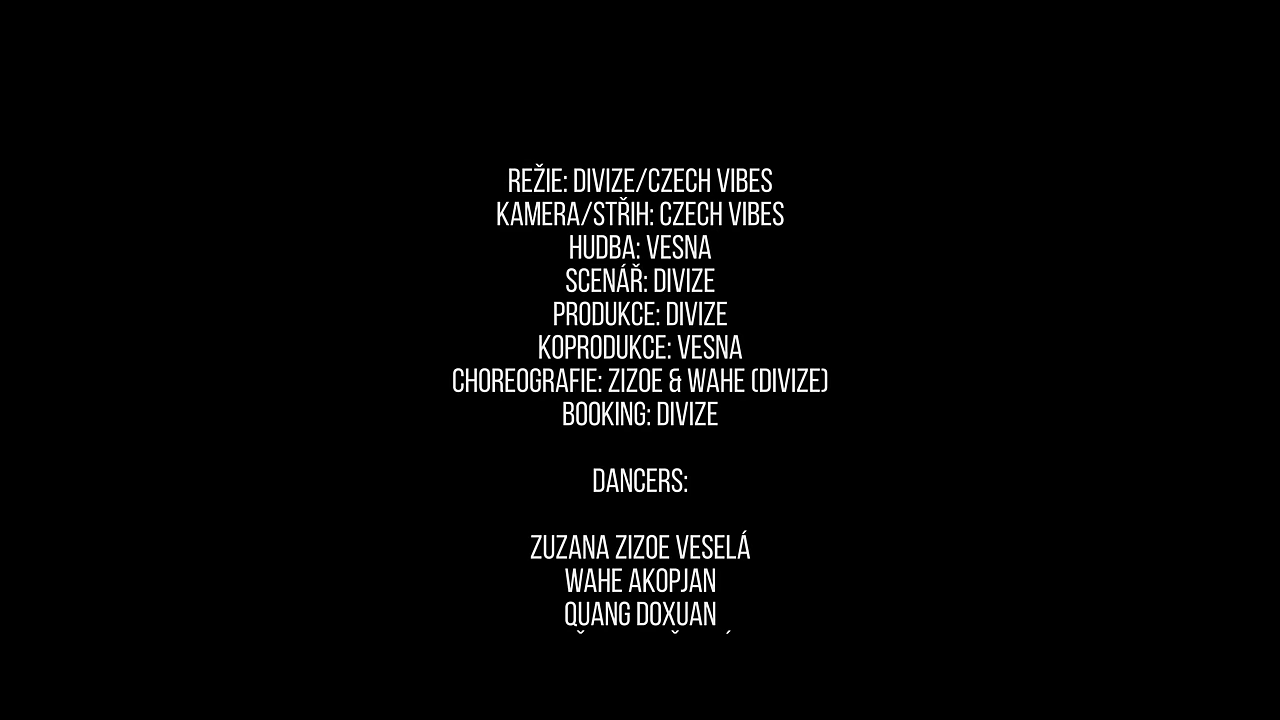 REŽIE: DIVIZE/CZECH VIBES
KAMERA/STŘIH: CZECH VIBES
HUDBA: VESNA
SCENÁŘ: DIVIZE
PRODUKCE: DIVIZE
KOPRODUKCE: VESNA
CHOREOGRAFIE: ZIZOE & WAHE (DIVIZE)
BOOKING: DIVIZE
DANCERS:
ZUZANA ZIZOE VESELÁ
WAHE AKOPJAN
QUANG DOXUAN